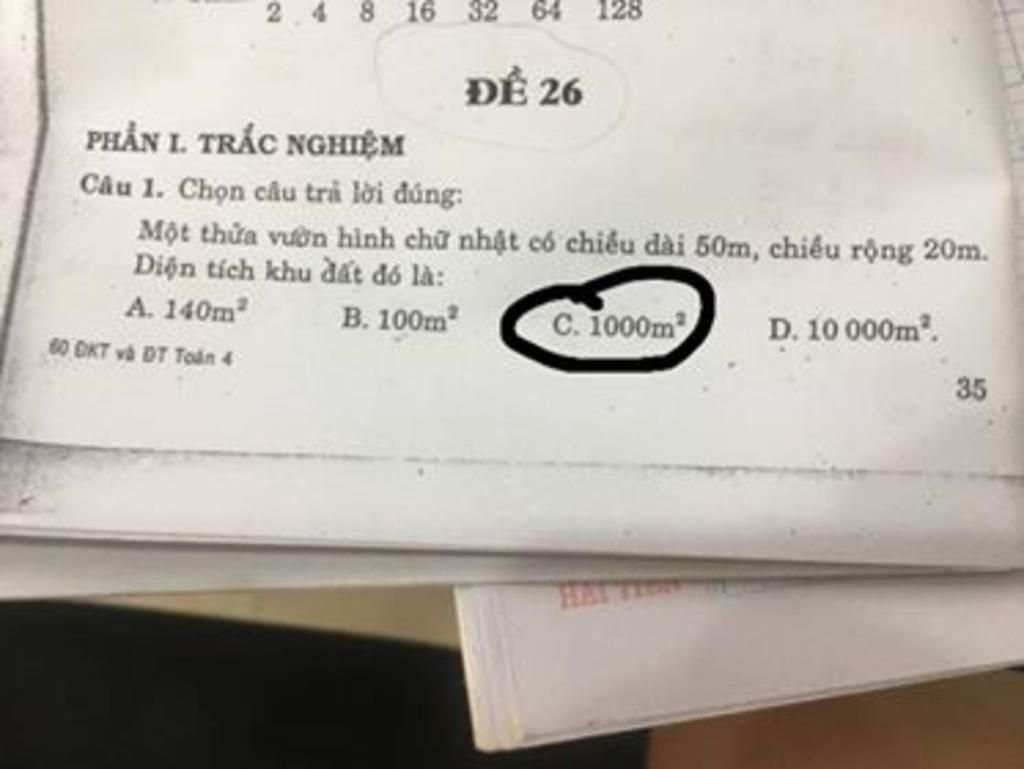 2 4 8 16 32 64 128
ĐỀ 26
PHẦN I. TRẮC NGHIỆM
Câu 1. Chọn câu trả lời đúng:
Một thửa vườn hình chữ nhật có chiều dài 50m, chiều rộng 20m.
Diện tích khu đất đó là:
A. 140m² B. 100m² C. 1000m² D. 10 000m².
60 ĐKT và ĐT Toán 4
35
HẢI TIẾN